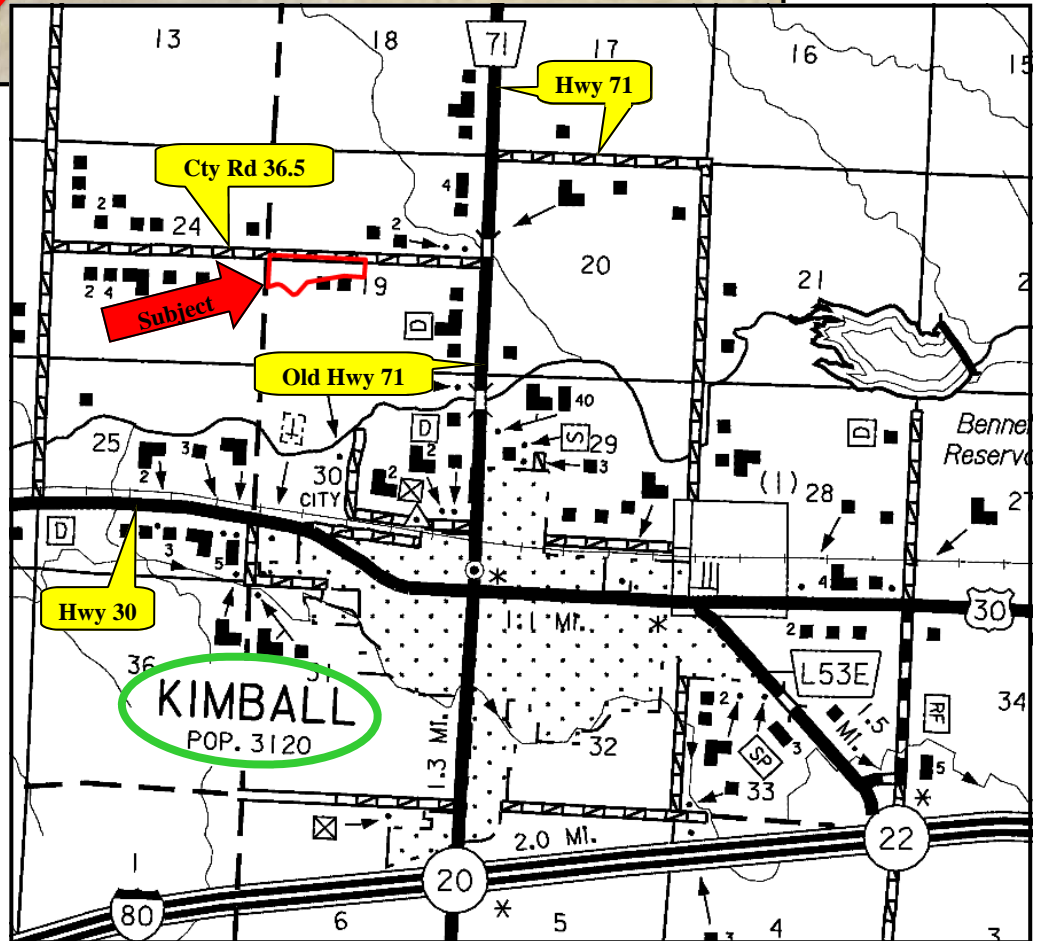 13
18
71
17
16
15
Hwy 71
Cty Rd 36.5
4
2
24
2
20
2 4
19
21
2
Subject
D
Old Hwy 71
40
25
3
D
S
29
D
Benne
Reservo
2
30
CITY
2
2
3
(1)
28
27
D
3
5
4
Hwy 30
1.1 MI.
30
2
36
31
L53E
KIMBALL
POP. 3120
2
1.5
MI.
RF
34
1.3 MI.
32
SP
3
5
33
2.0 MI.
22
1
20
80
6
5
4
3
3